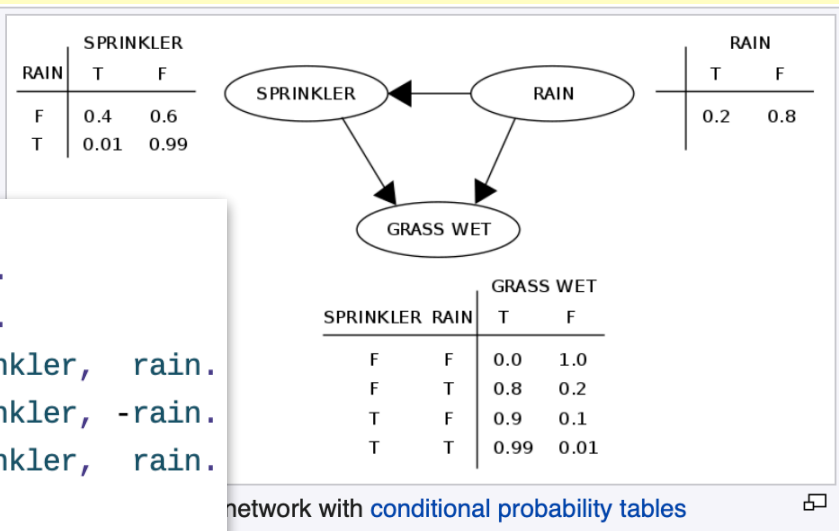 SPRINKLER
RAIN T F
F 0.4 0.6
T 0.01 0.99
SPRINKLER
RAIN
RAIN
T F
0.2 0.8
GRASS WET
GRASS WET
SPRINKLER RAIN T F
F F 0.0 1.0
F T 0.8 0.2
T F 0.9 0.1
T T 0.99 0.01
.
.
nkler, rain.
nkler, -rain.
nkler, rain.
network with conditional probability tables